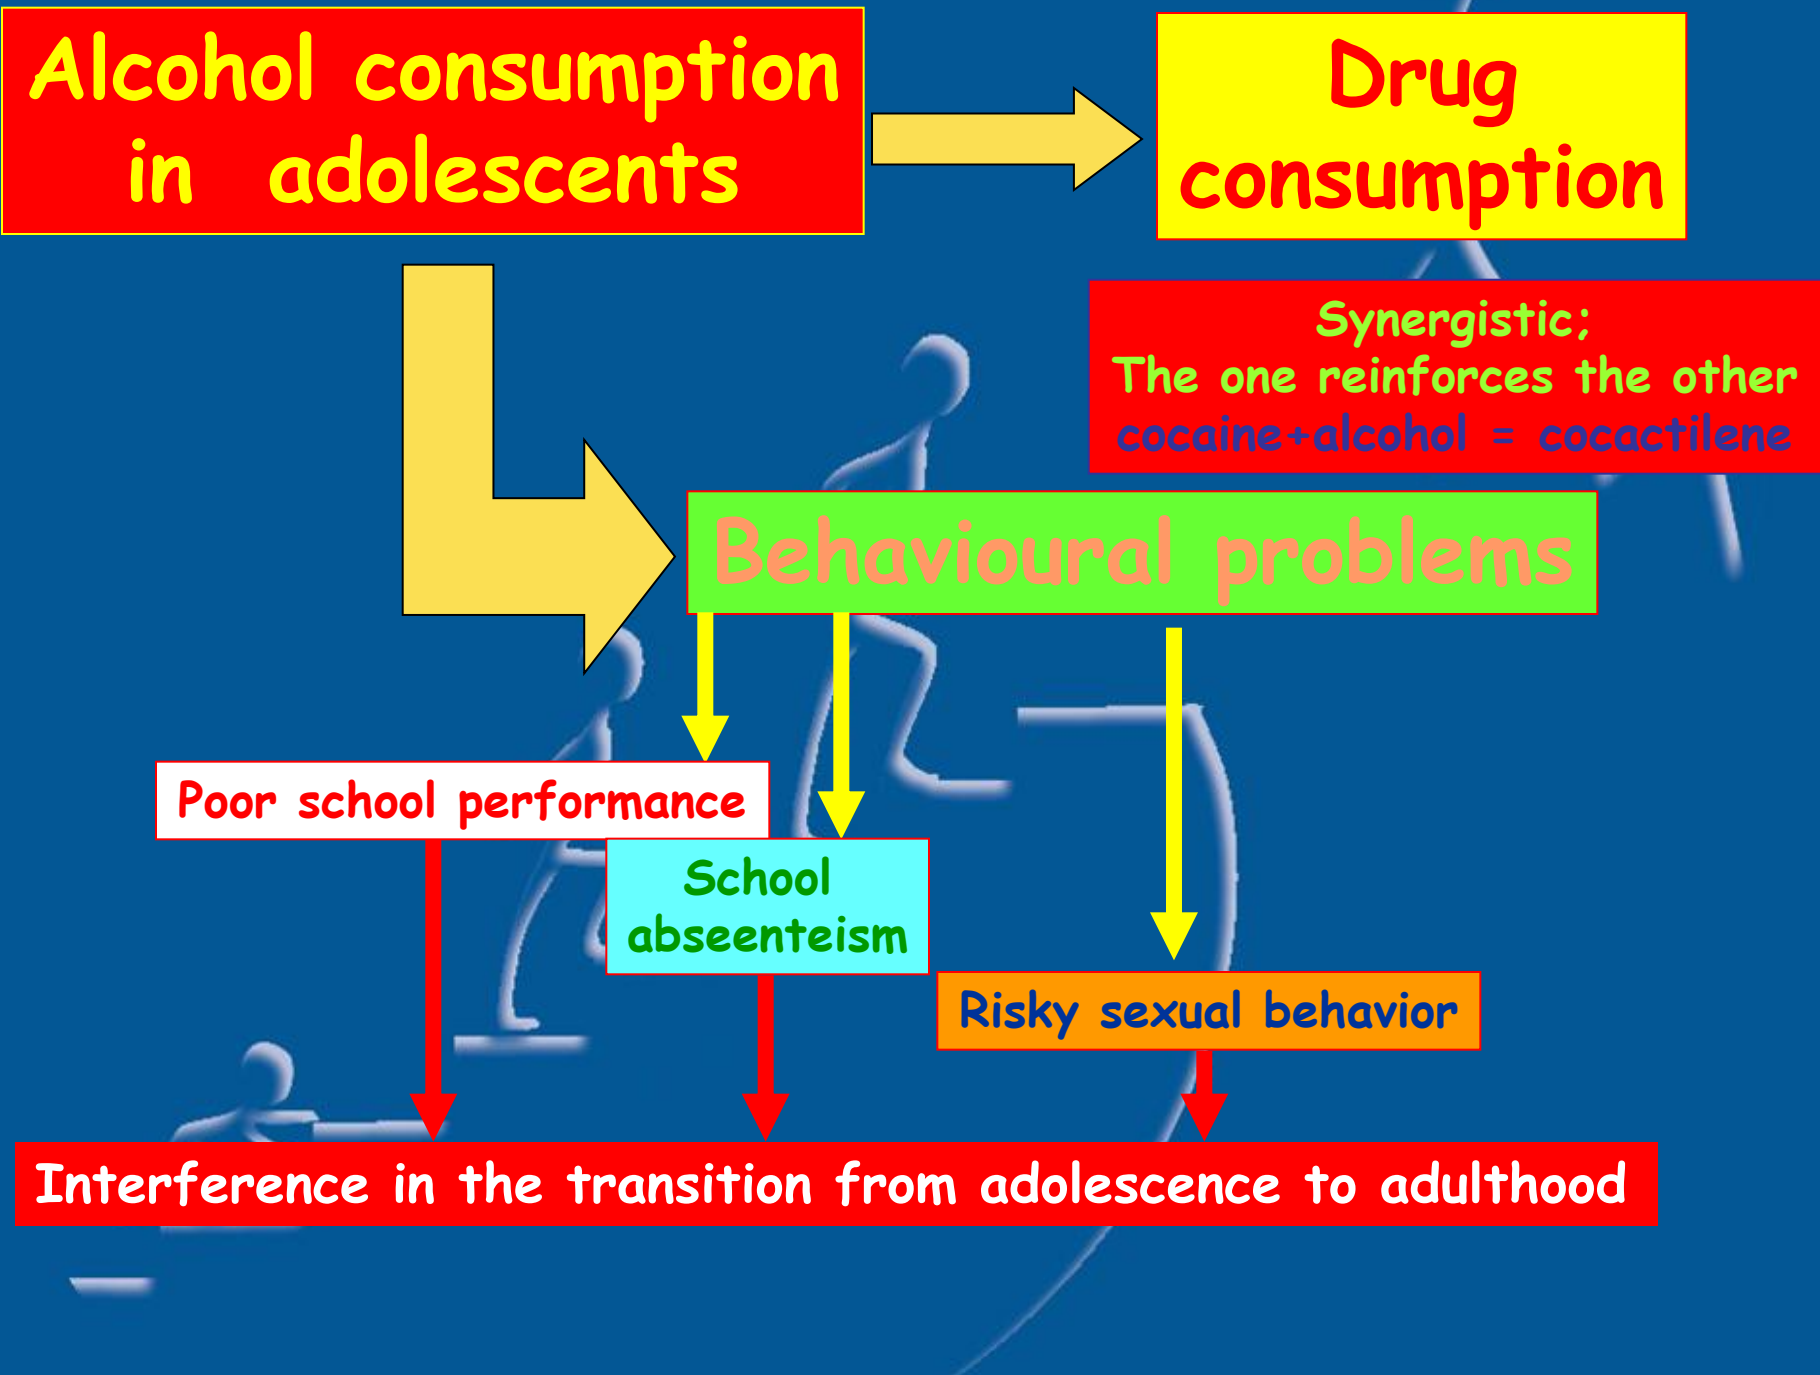 Alcohol consumption
in adolescents
Drug
consumption
Synergistic;
The one reinforces the other
cocaine+alcohol = cocactilene
Behavioural problems
Poor school performance
School
abseenteism
Risky sexual behavior
Interference in the transition from adolescence to adulthood